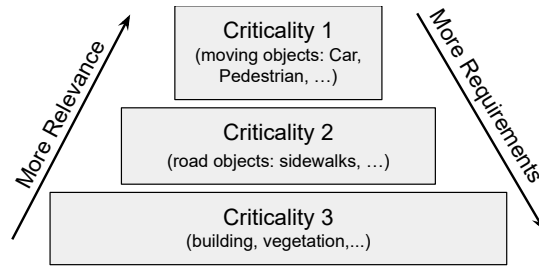 Criticality 1
(moving objects: Car,
Pedestrian, …)
More Relevance
More Requirements
Criticality 2
(road objects: sidewalks, …)
Criticality 3
(building, vegetation,...)